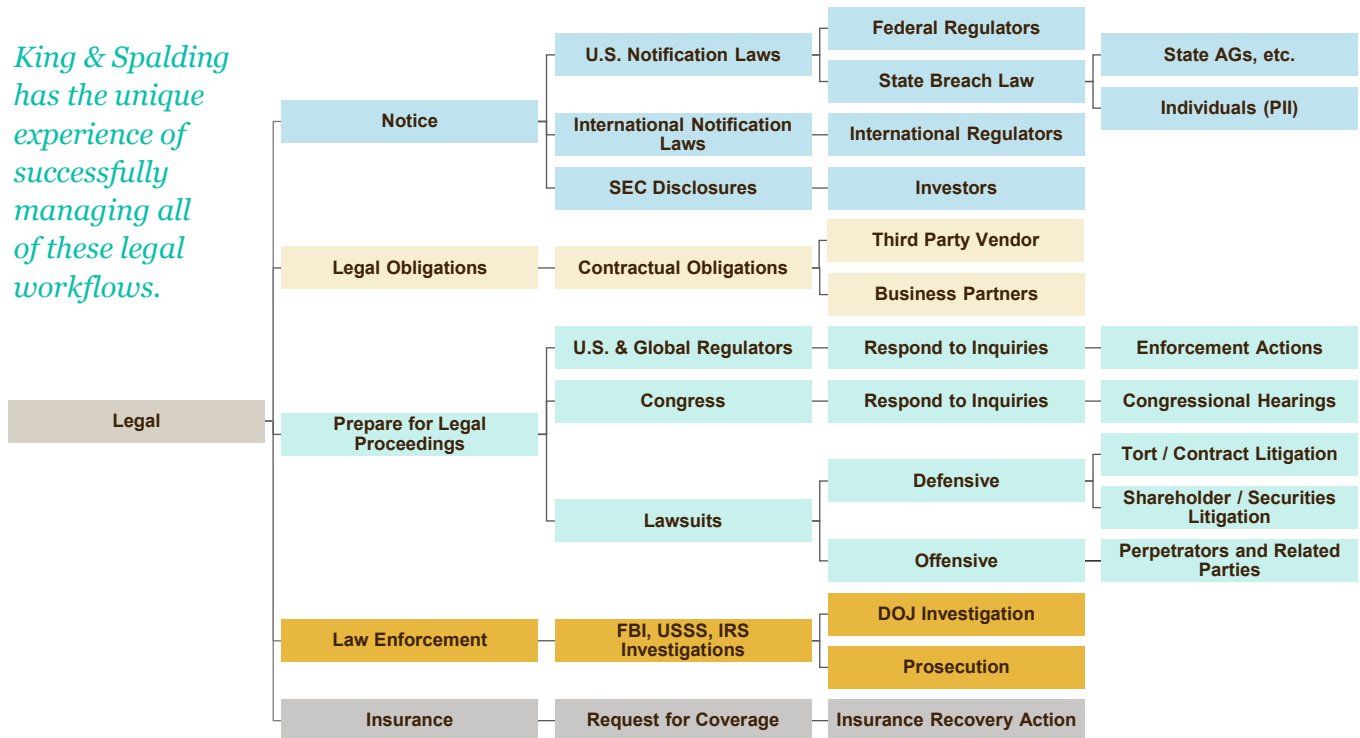 King & Spalding
has the unique
experience of
successfully
managing all
of these legal
workflows.
Legal
Notice
U.S. Notification Laws
Federal Regulators
State Breach Law
State AGs, etc.
Individuals (PII)
International Notification
Laws
International Regulators
SEC Disclosures
Investors
Legal Obligations
Contractual Obligations
Third Party Vendor
Business Partners
Prepare for Legal
Proceedings
U.S. & Global Regulators
Respond to Inquiries
Enforcement Actions
Congress
Respond to Inquiries
Congressional Hearings
Lawsuits
Defensive
Tort / Contract Litigation
Shareholder / Securities
Litigation
Offensive
Perpetrators and Related
Parties
Law Enforcement
FBI, USSS, IRS
Investigations
DOJ Investigation
Prosecution
Insurance
Request for Coverage
Insurance Recovery Action